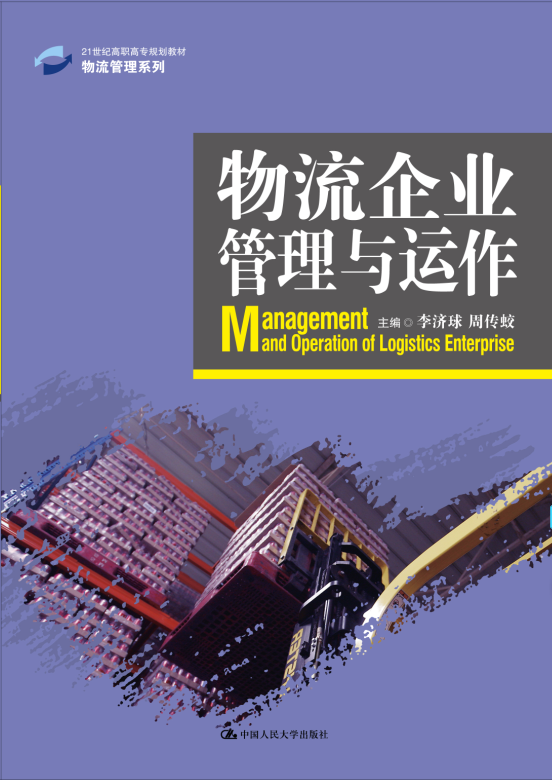 21世纪高职高专规划教材
物流管理系列
物流企业
管理与运作
Management 主编◎李济球 周传蛟
and Operation of Logistics Enterprise
中国人民大学出版社